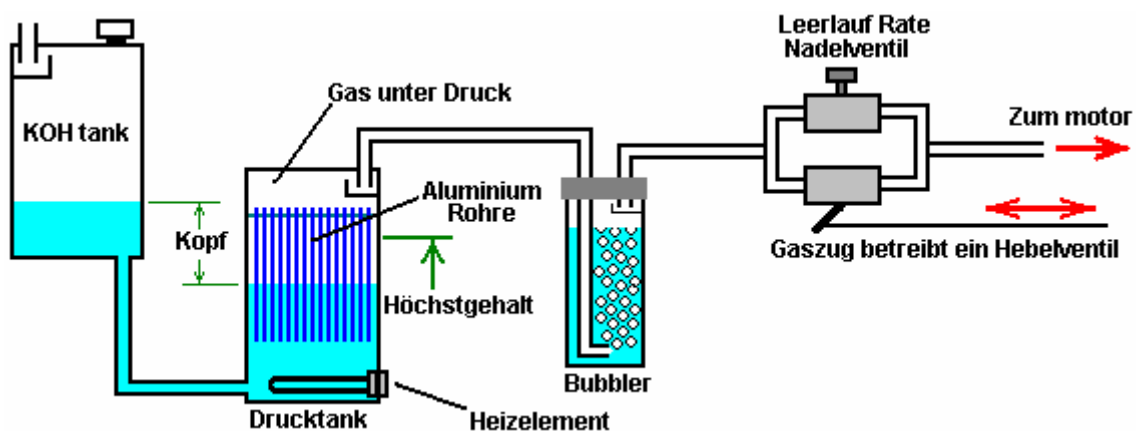 Leerlauf Rate
Nadelventil
Gas unter Druck
Zum motor
KOH tank
Aluminium
Rohre
Kopf
Gaszug betreibt ein Hebelventil
Höchstgehalt
Bubbler
Drucktank
Heizelement